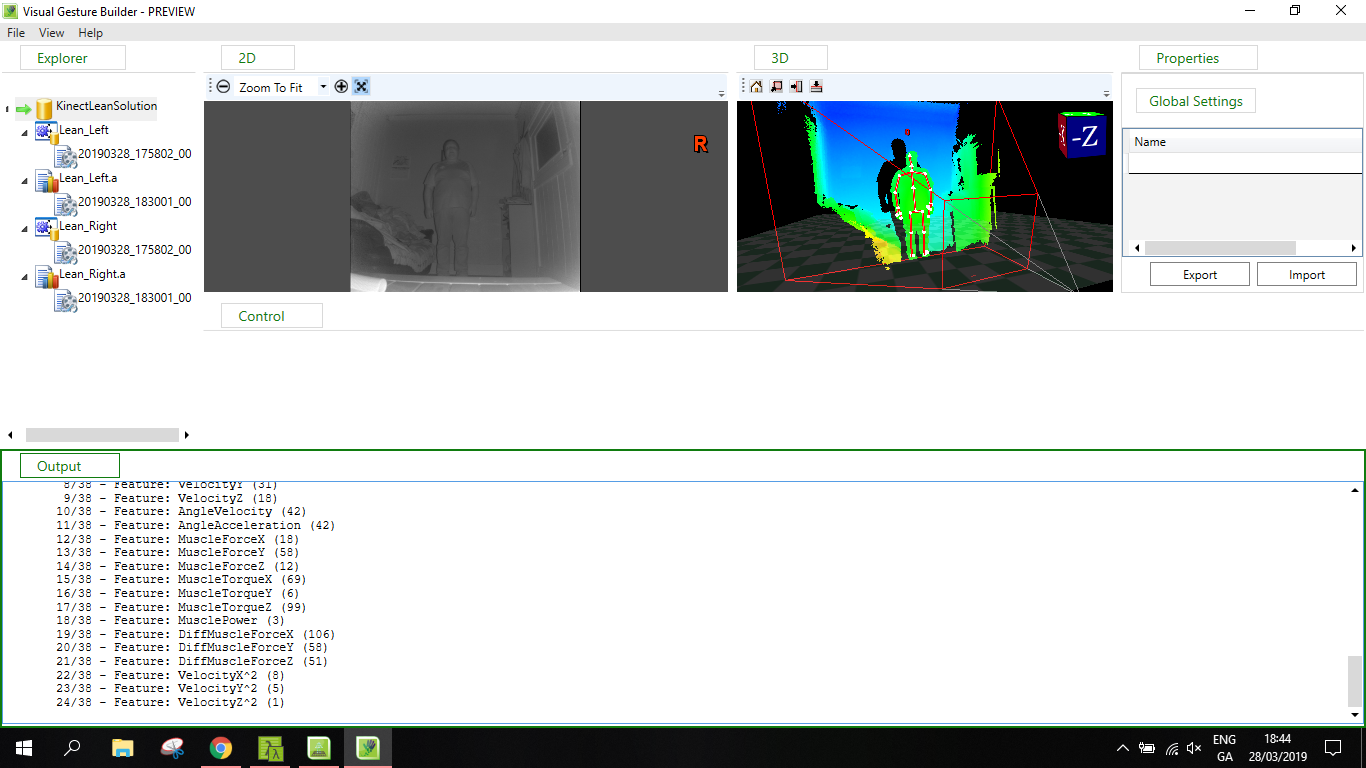 Visual Gesture Builder - PREVIEW
File View Help
Explorer
2D
3D
Properties
Zoom To Fit
Global Settings
KinectLeanSolution
Lean_Left
20190328_175802_00
Lean_Left.a
20190328_183001_00
Lean_Right
20190328_175802_00
Lean_Right.a
20190328_183001_00
R
-Z
Name
Export Import
Control
Output
8/38 - Feature: VelocityY (31)
9/38 - Feature: VelocityZ (18)
10/38 - Feature: AngleVelocity (42)
11/38 - Feature: AngleAcceleration (42)
12/38 - Feature: MuscleForceX (18)
13/38 - Feature: MuscleForceY (58)
14/38 - Feature: MuscleForceZ (12)
15/38 - Feature: MuscleTorqueX (69)
16/38 - Feature: MuscleTorqueY (6)
17/38 - Feature: MuscleTorqueZ (99)
18/38 - Feature: MusclePower (3)
19/38 - Feature: DiffMuscleForceX (106)
20/38 - Feature: DiffMuscleForceY (58)
21/38 - Feature: DiffMuscleForceZ (51)
22/38 - Feature: VelocityX^2 (8)
23/38 - Feature: VelocityY^2 (5)
24/38 - Feature: VelocityZ^2 (1)
ENG
GA
18:44
28/03/2019